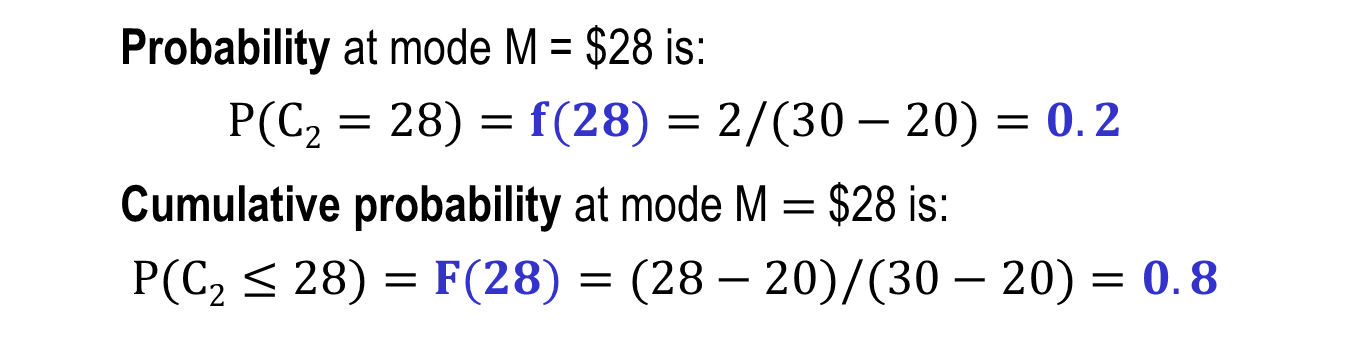 Probability at mode M = $28 is:
P(C₂ = 28) = f(28) = 2/(30 − 20) = 0.2
Cumulative probability at mode M = $28 is:
P(C₂ ≤ 28) = F(28) = (28 − 20)/(30 − 20) = 0.8